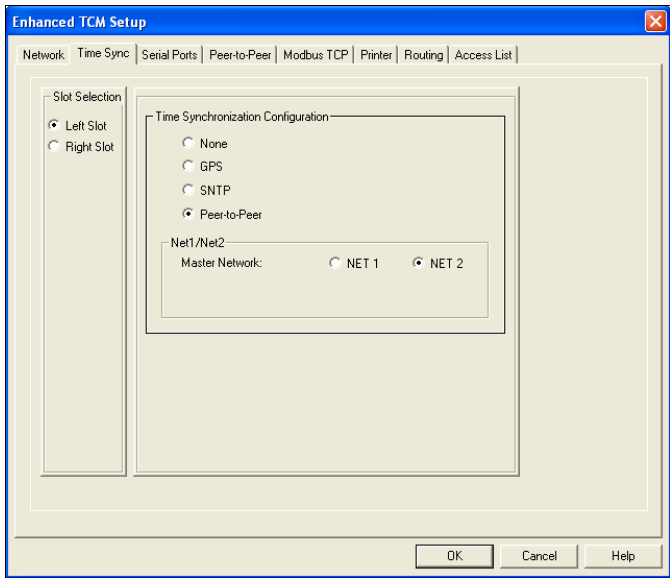 Enhanced TCM Setup
Network Time Sync Serial Ports Peer-to-Peer Modbus TCP Printer Routing Access List
Slot Selection
Left Slot
Right Slot
Time Synchronization Configuration
None
GPS
SNTP
Peer-to-Peer
Net1/Net2
Master Network: NET 1 NET 2
OK Cancel Help